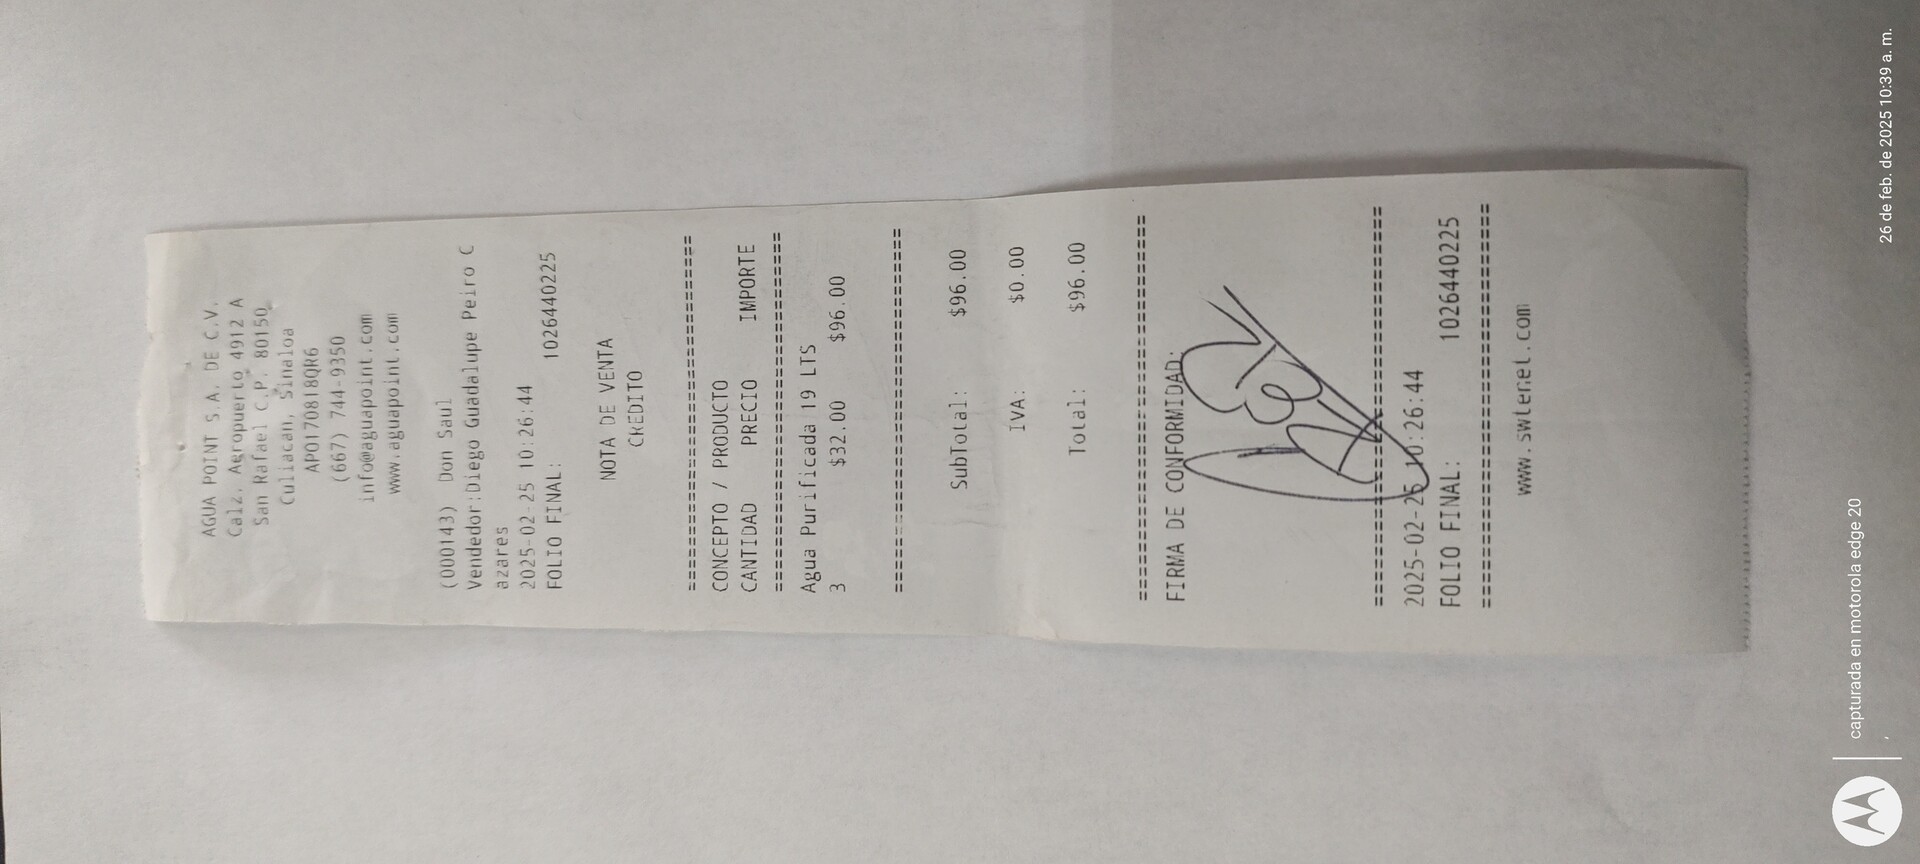 AGUA POINT S.A. DE C.V.
Calz. Aeropuerto 4912 A
San Rafael C.P. 80150,
Culiacan, Sinaloa
APO170818QR6
(667) 744-9350
info@aguapoint.com
www.aguapoint.com
(000143) Don Saul
Vendedor:Diego Guadalupe Peiro C
azares
2025-02-25 10:26:44
FOLIO FINAL: 1026440225
NOTA DE VENTA
CREDITO
================================
CONCEPTO / PRODUCTO
CANTIDAD PRECIO IMPORTE
================================
Agua Purificada 19 LTS
3 $32.00 $96.00
================================
SubTotal: $96.00
IVA: $0.00
Total: $96.00
================================
FIRMA DE CONFORMIDAD:
================================
2025-02-25 10:26:44
FOLIO FINAL: 1026440225
================================
www.swtenet.com
capturada en motorola edge 20
26 de feb. de 2025 10:39 a. m.